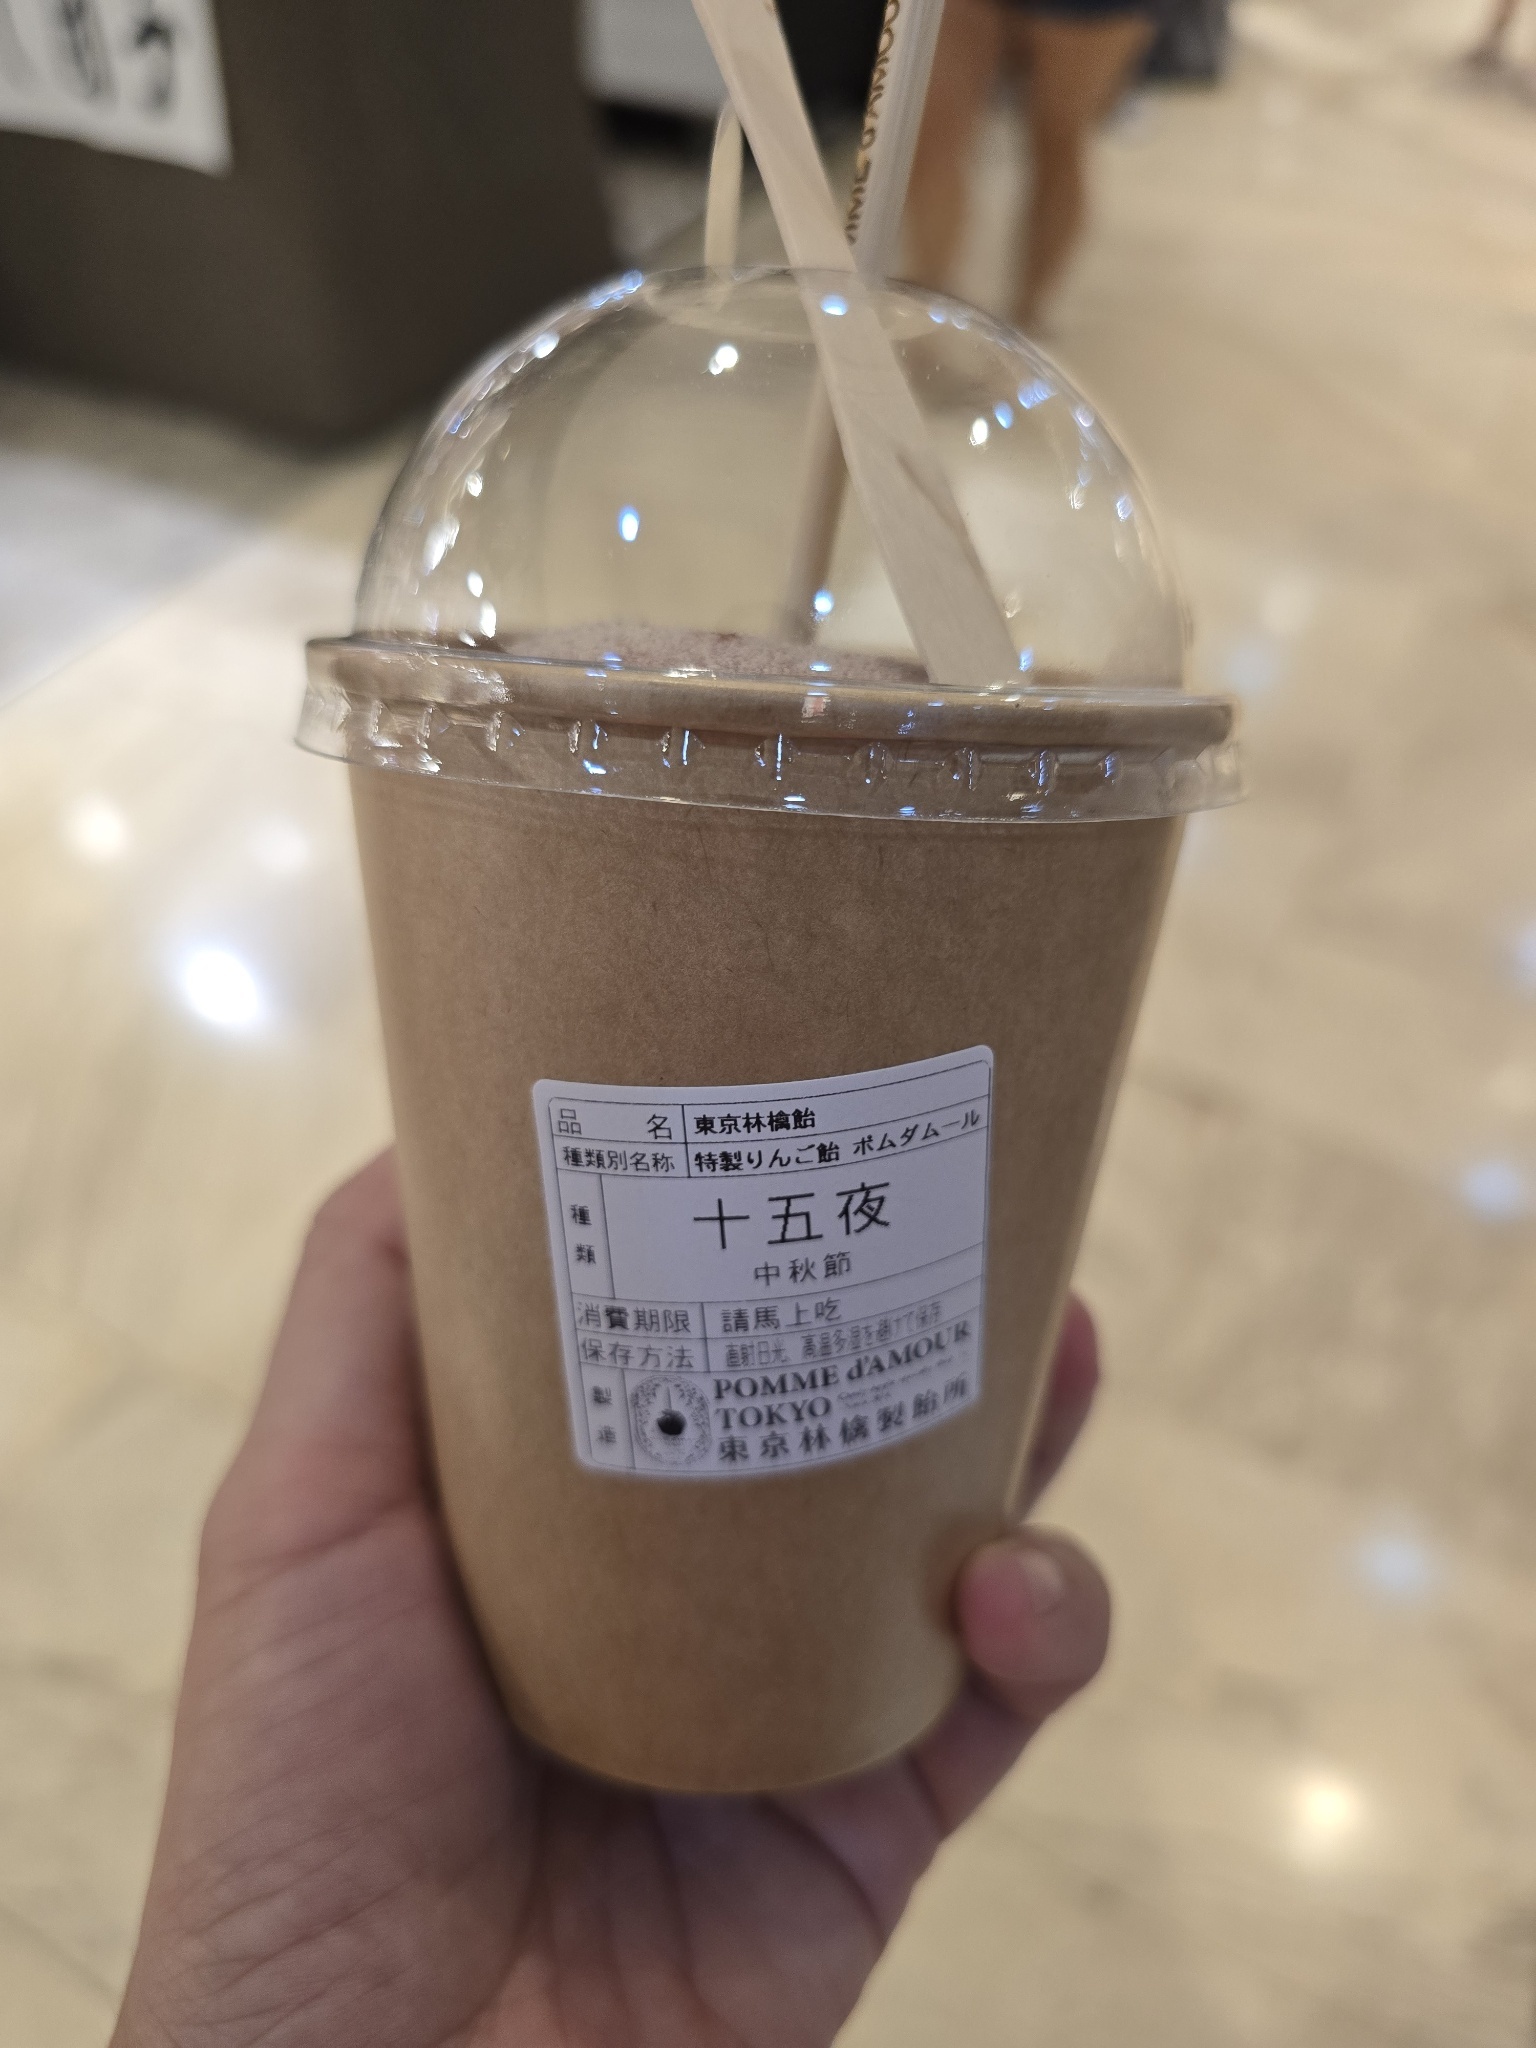 品名 東京林檎飴
種類別名称 特製りんご飴 ポムダムール
種類 十五夜
中秋節
消費期限 請馬上吃
保存方法 直射日光 高温多湿を避けて保存
製造 POMME d'AMOUR
TOKYO
東京林檎製飴所